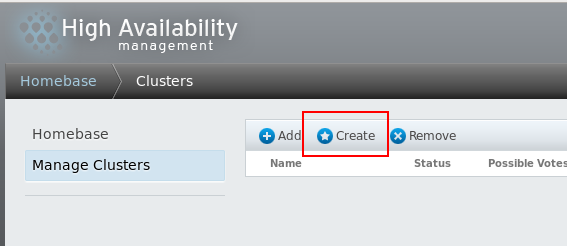 High Availability
management
Homebase Clusters
Homebase
Manage Clusters
Add Create Remove
Name Status Possible Votes